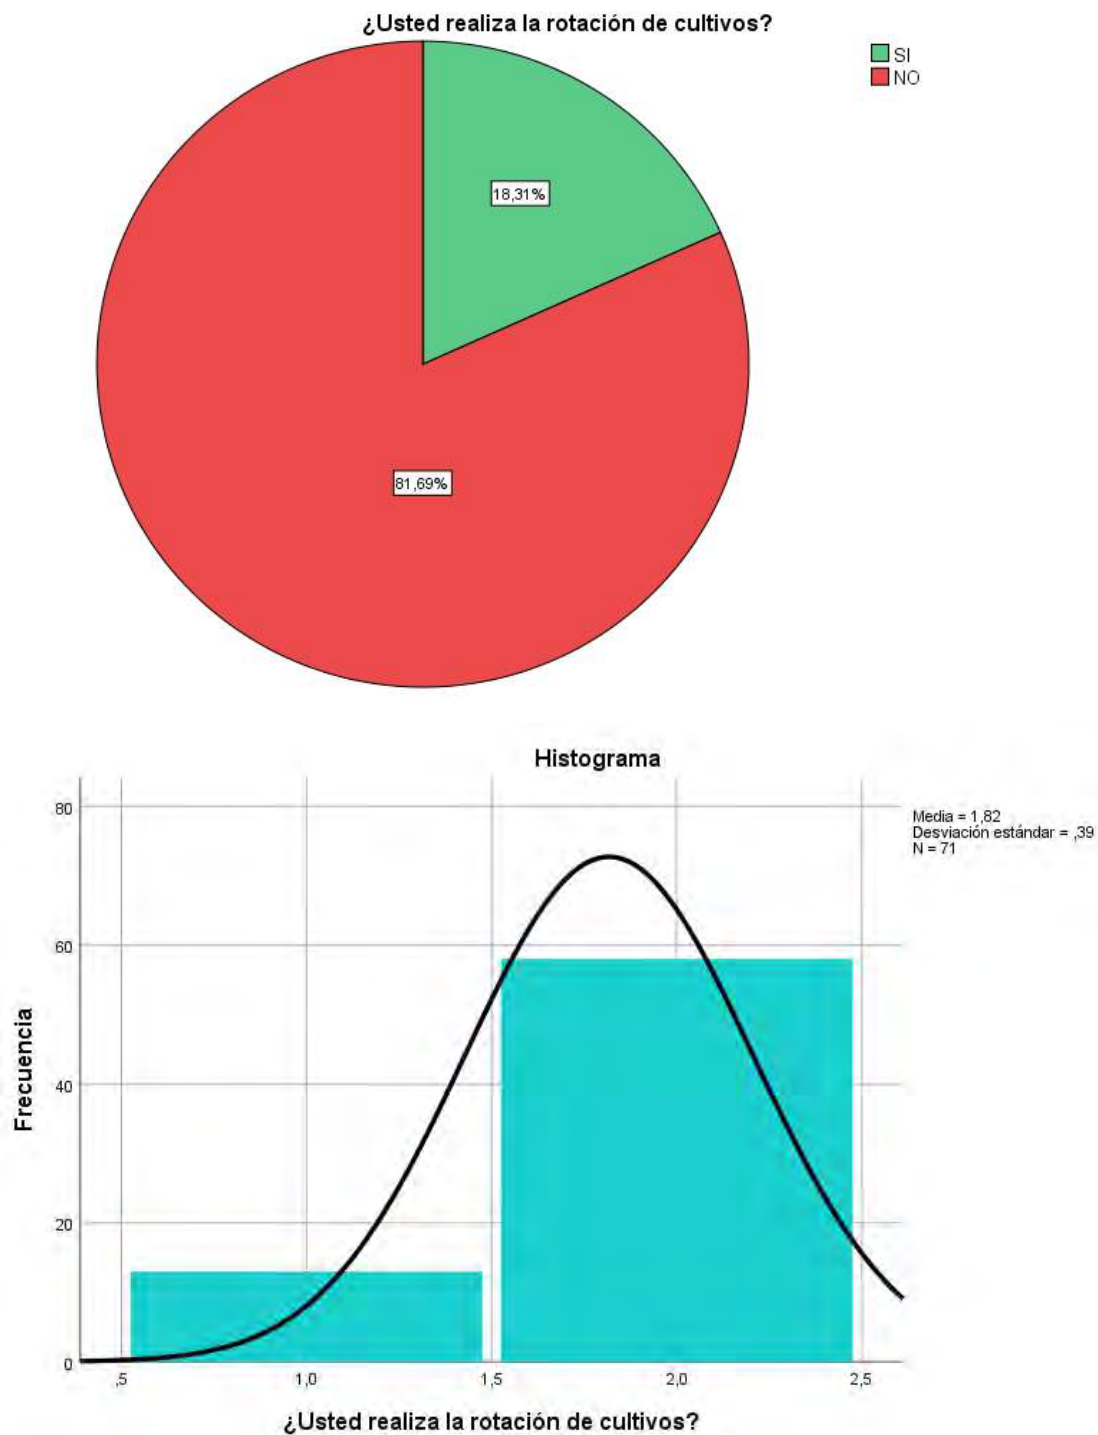 ¿Usted realiza la rotación de cultivos?
SI
NO
18,31%
81,69%
Histograma
80
60
40
20
0
Frecuencia
Media = 1,82
Desviación estándar = ,39
N = 71
,5 1,0 1,5 2,0 2,5
¿Usted realiza la rotación de cultivos?